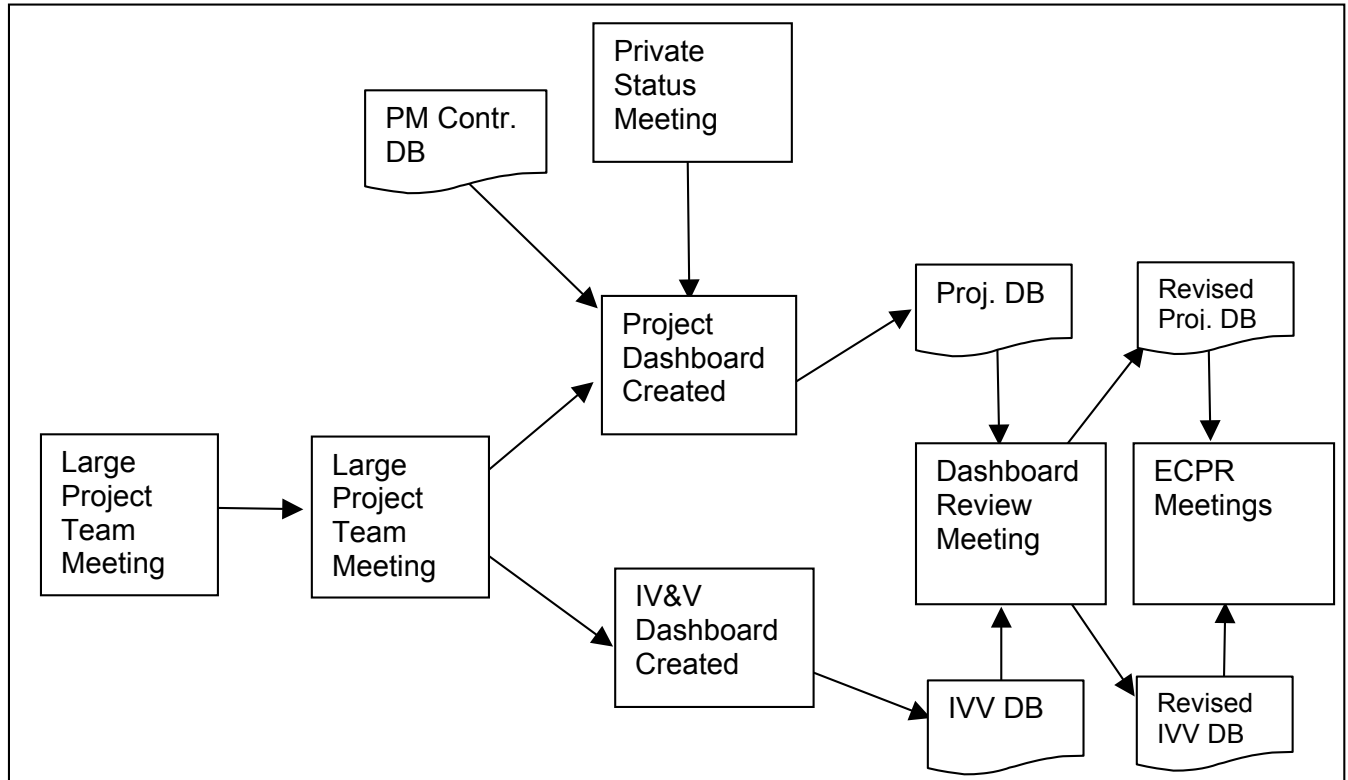 Private
Status
Meeting
PM Contr.
DB
Project
Dashboard
Created
Proj. DB
Revised
Proj. DB
Large
Project
Team
Meeting
Large
Project
Team
Meeting
Dashboard
Review
Meeting
ECPR
Meetings
IV&V
Dashboard
Created
IVV DB
Revised
IVV DB